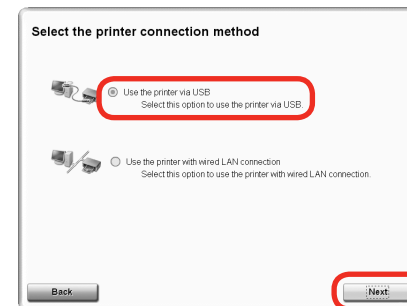 Select the printer connection method
Use the printer via USB
Select this option to use the printer via USB.
Use the printer with wired LAN connection
Select this option to use the printer with wired LAN connection.
Back
Next